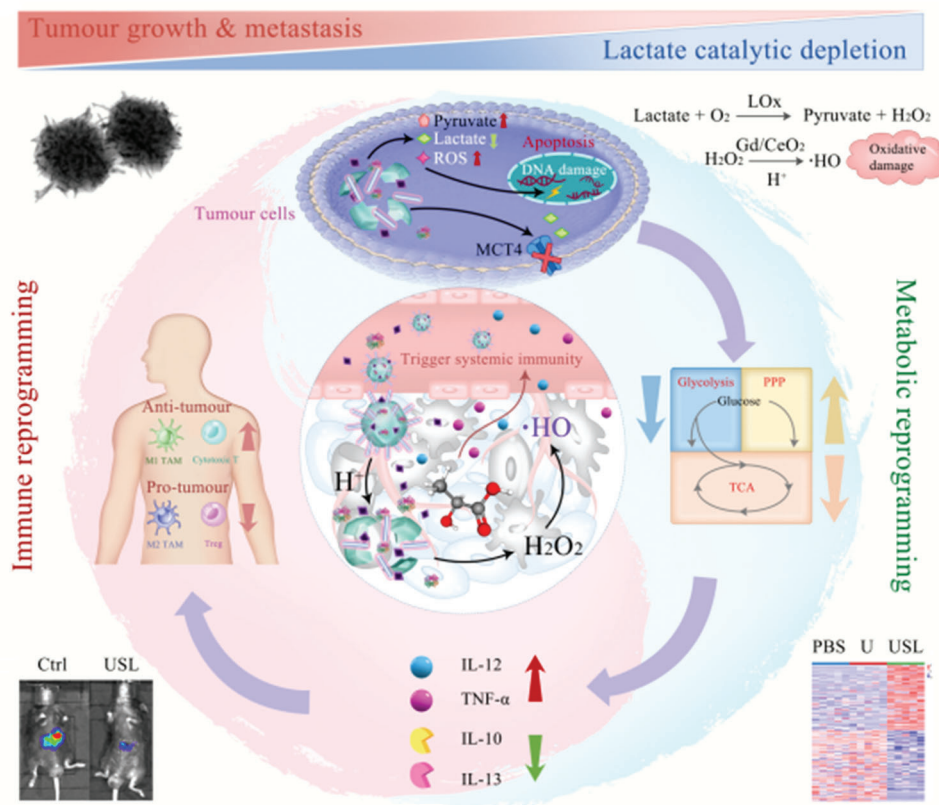 Tumour growth & metastasis
Lactate catalytic depletion
Lactate + O₂ LOx Pyruvate + H₂O₂
H₂O₂ Gd/CeO₂ ·HO
H⁺
Oxidative
damage
Pyruvate
Lactate
ROS
Apoptosis
DNA damage
Tumour cells
MCT4
Immune reprogramming
Metabolic reprogramming
Trigger systemic immunity
·HO
H⁺
H₂O₂
Anti-tumour
M1 TAM Cytotoxic T
Pro-tumour
M2 TAM Treg
Glycolysis PPP
Glucose
TCA
IL-12
TNF-α
IL-10
IL-13
Ctrl USL
PBS U USL